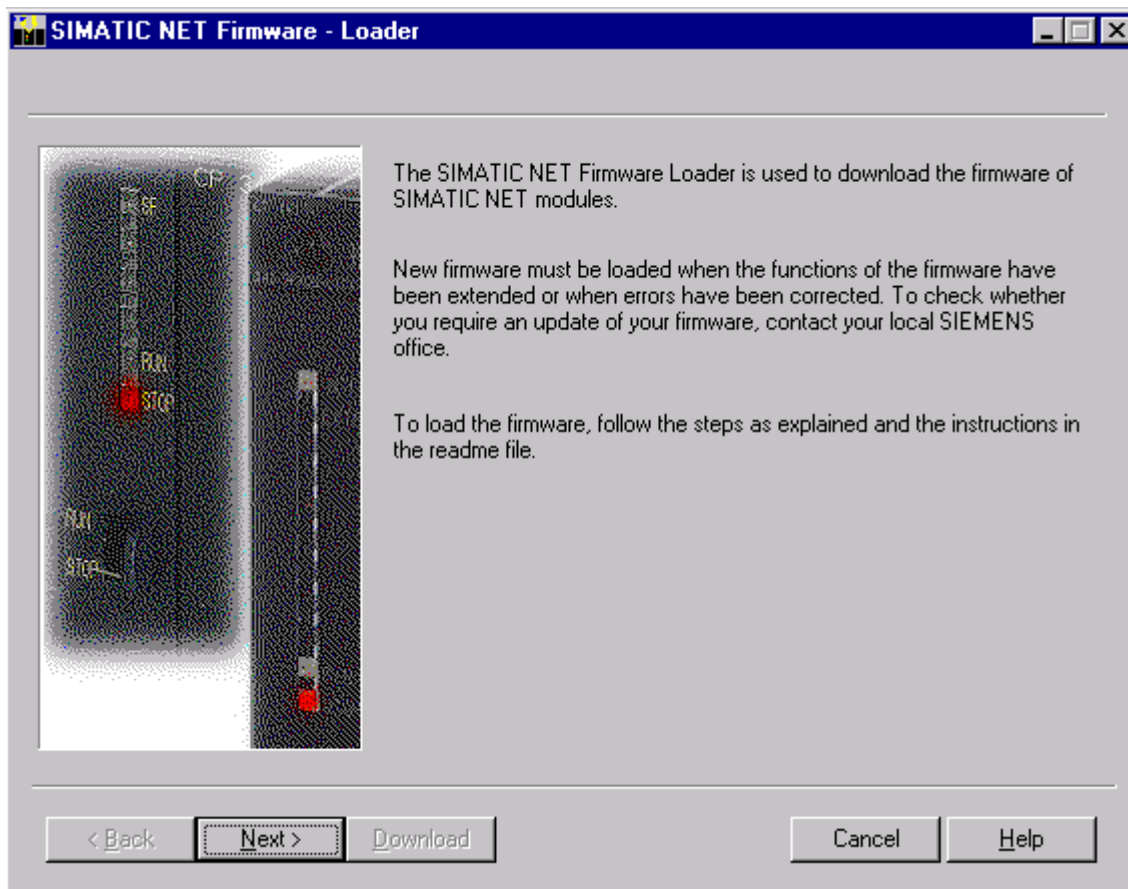 SIMATIC NET Firmware - Loader
The SIMATIC NET Firmware Loader is used to download the firmware of
SIMATIC NET modules.
New firmware must be loaded when the functions of the firmware have
been extended or when errors have been corrected. To check whether
you require an update of your firmware, contact your local SIEMENS
office.
To load the firmware, follow the steps as explained and the instructions in
the readme file.
CP 3
SF
RUN
STOP
RUN
STOP
< Back
Next >
Download
Cancel
Help